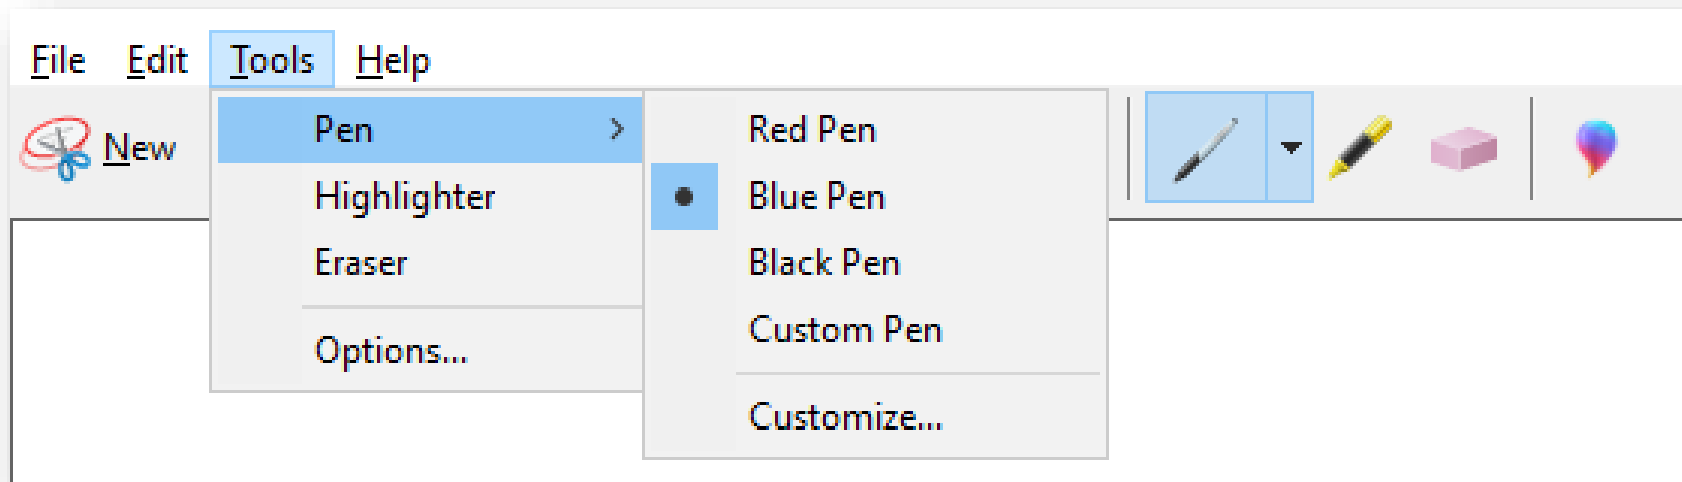 File Edit Tools Help
New
Pen
Highlighter
Eraser
Options...
Red Pen
Blue Pen
Black Pen
Custom Pen
Customize...